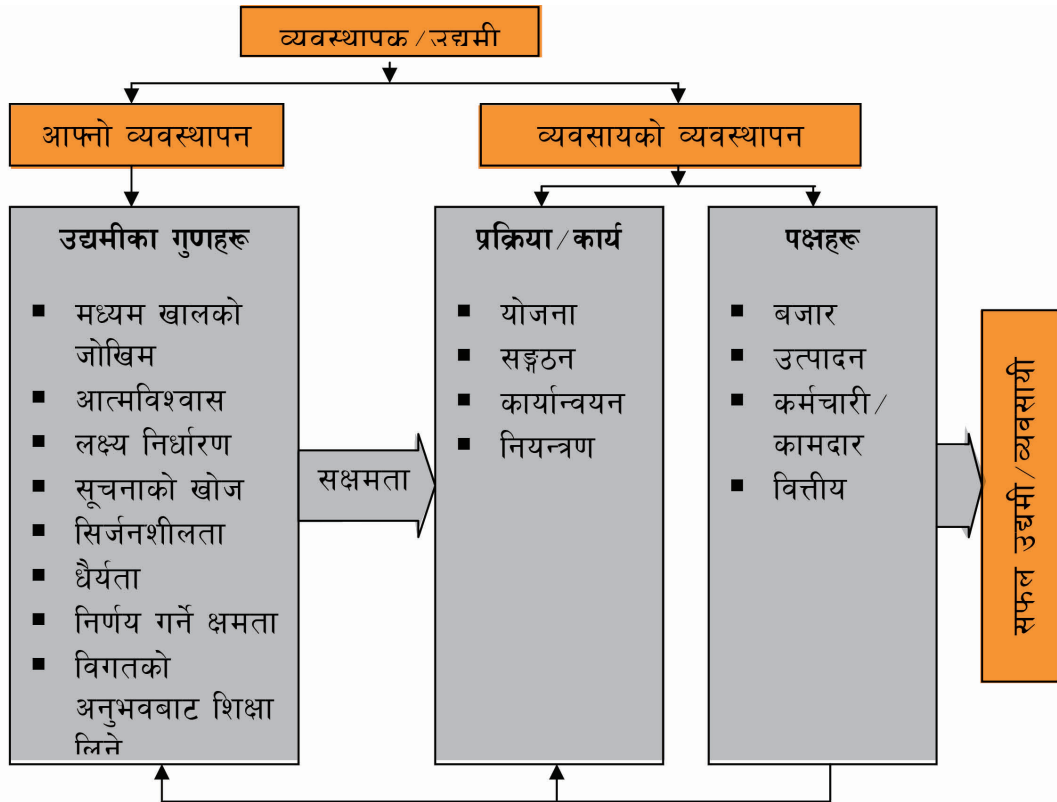 व्यवस्थापक/उद्यमी
आफ्नो व्यवस्थापन
व्यवसायको व्यवस्थापन
उद्यमीका गुणहरू
मध्यम खालको
जोखिम
आत्मविश्वास
लक्ष्य निर्धारण
सूचनाको खोज
सिर्जनशीलता
धैर्यता
निर्णय गर्ने क्षमता
विगतको
अनुभवबाट शिक्षा
लिने
सक्षमता
प्रक्रिया/कार्य
योजना
सङ्गठन
कार्यान्वयन
नियन्त्रण
पक्षहरू
बजार
उत्पादन
कर्मचारी/
कामदार
वित्तीय
सफल उद्यमी/व्यवसायी